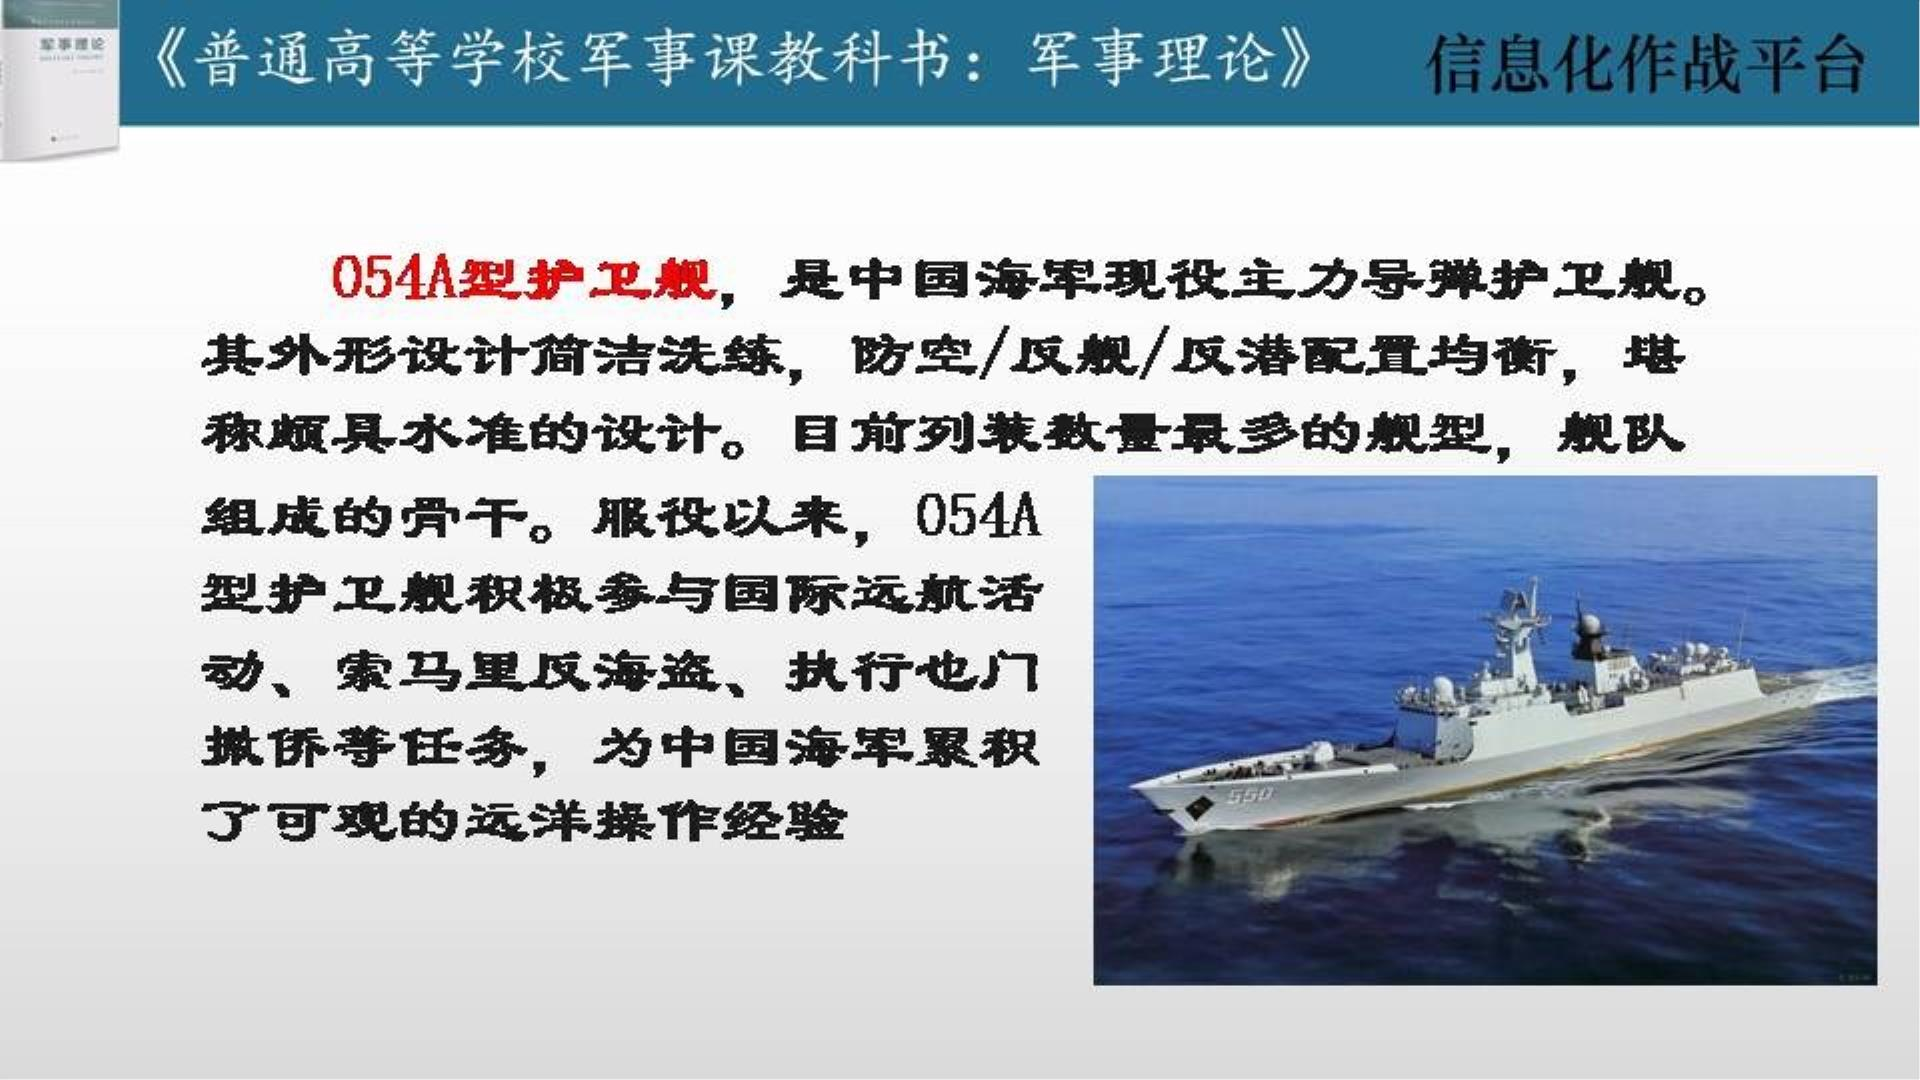 军事理论
《普通高等学校军事课教科书：军事理论》
信息化作战平台
054A型护卫舰，是中国海军现役主力导弹护卫舰。
其外形设计简洁洗练，防空/反舰/反潜配置均衡，堪
称颇具水准的设计。目前列装数量最多的舰型，舰队
组成的骨干。服役以来，054A
型护卫舰积极参与国际远航活
动、索马里反海盗、执行也门
撤侨等任务，为中国海军累积
了可观的远洋操作经验
550